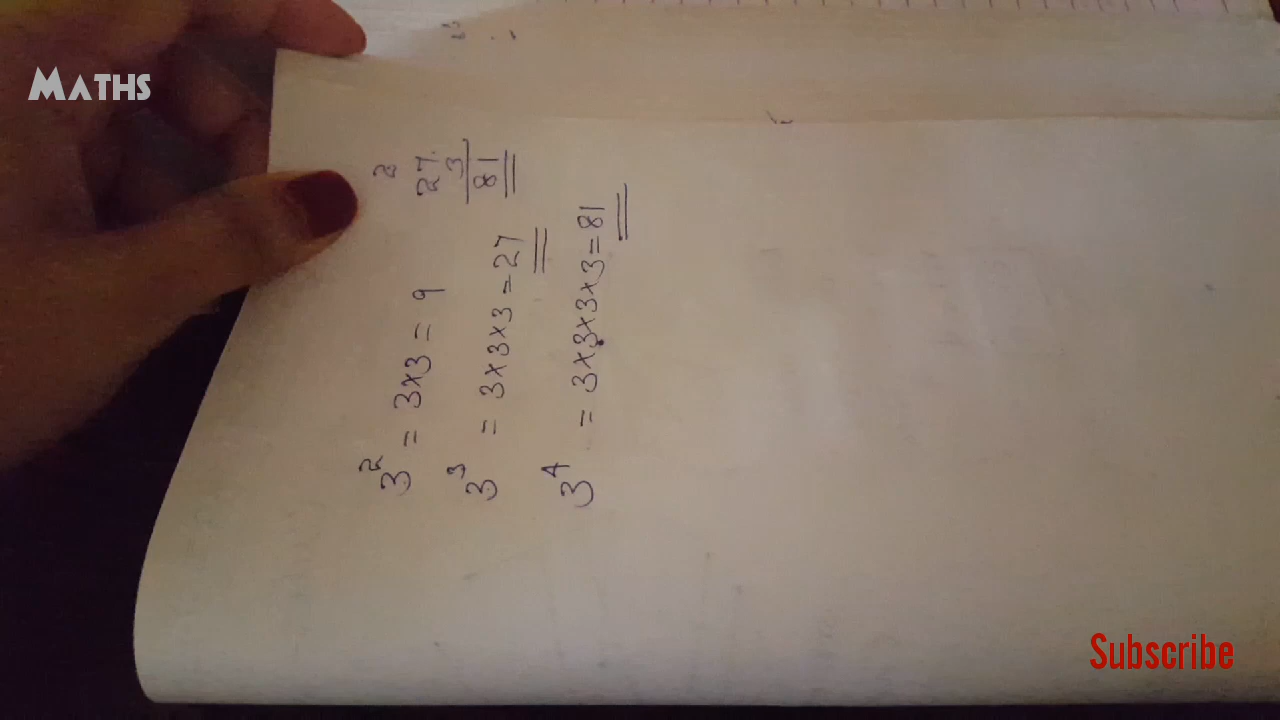 Maths
2
27.
3
81
3² = 3×3 = 9
3³ = 3×3×3 = 27
3⁴ = 3×3×3×3 = 81
Subscribe